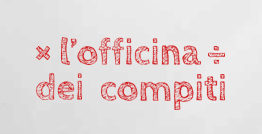 × l'officina ÷
dei compiti